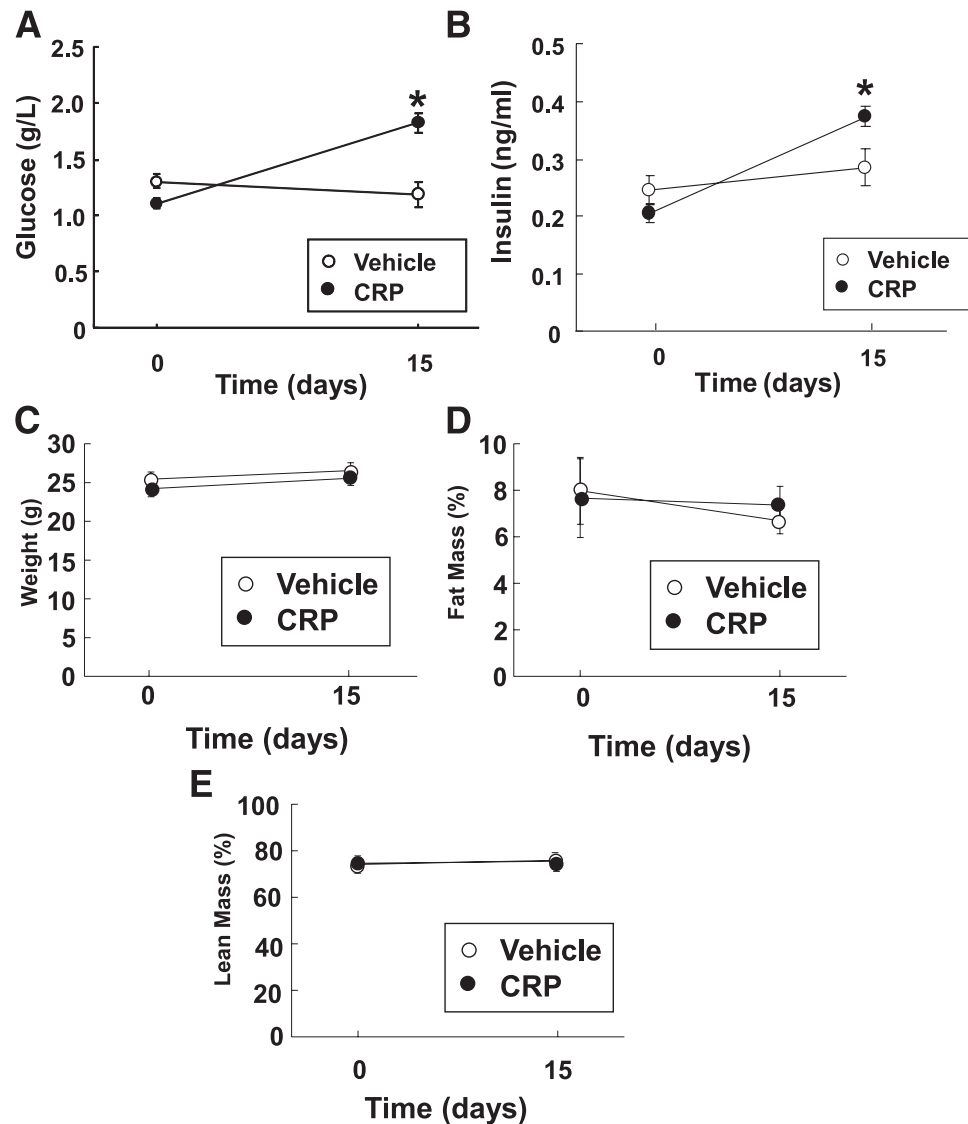 A
Glucose (g/L)
2.5
2.0
*
1.5
1.0
0.5
0
Vehicle
CRP
0
15
Time (days)
B
Insulin (ng/ml)
0.5
0.4
*
0.3
0.2
0.1
0
Vehicle
CRP
0
15
Time (days)
C
Weight (g)
30
25
20
15
10
5
0
Vehicle
CRP
0
15
Time (days)
D
Fat Mass (%)
10
8
6
4
2
0
Vehicle
CRP
0
15
Time (days)
E
Lean Mass (%)
100
80
60
40
20
0
Vehicle
CRP
0
15
Time (days)